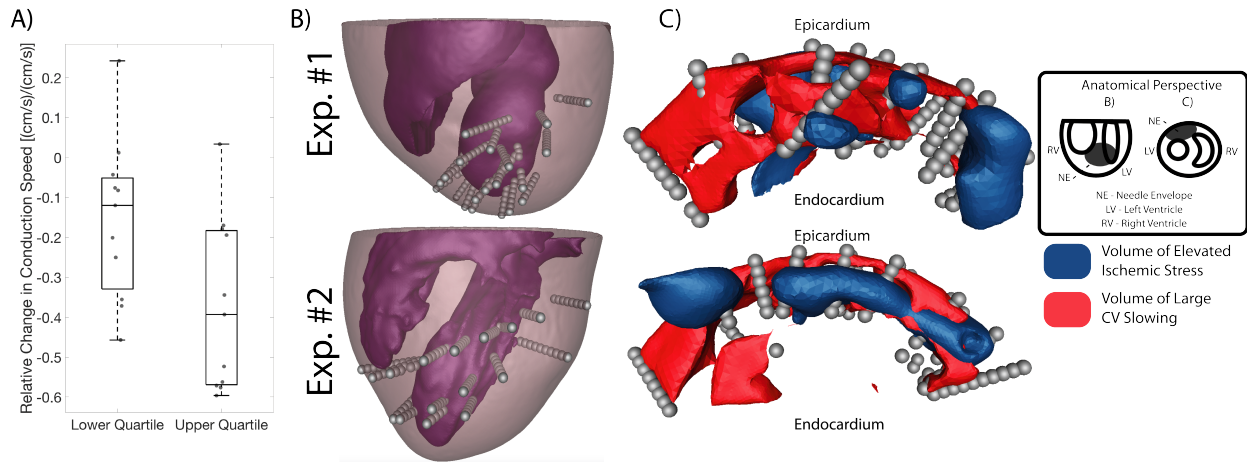 A)
Relative Change in Conduction Speed [(cm/s)/(cm/s)]
0.2
0.1
0
-0.1
-0.2
-0.3
-0.4
-0.5
-0.6
Lower Quartile
Upper Quartile
B)
Exp. #1
Exp. #2
C)
Epicardium
Endocardium
Epicardium
Endocardium
Anatomical Perspective
B)
C)
NE
RV
LV
RV
NE
LV
NE - Needle Envelope
LV - Left Ventricle
RV - Right Ventricle
Volume of Elevated
Ischemic Stress
Volume of Large
CV Slowing